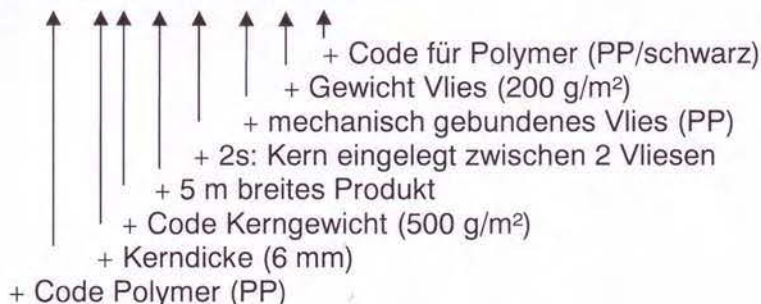 + Code für Polymer (PP/schwarz)
+ Gewicht Vlies (200 g/m²)
+ mechanisch gebundenes Vlies (PP)
+ 2s: Kern eingelegt zwischen 2 Vliesen
+ 5 m breites Produkt
+ Code Kerngewicht (500 g/m²)
+ Kerndicke (6 mm)
+ Code Polymer (PP)